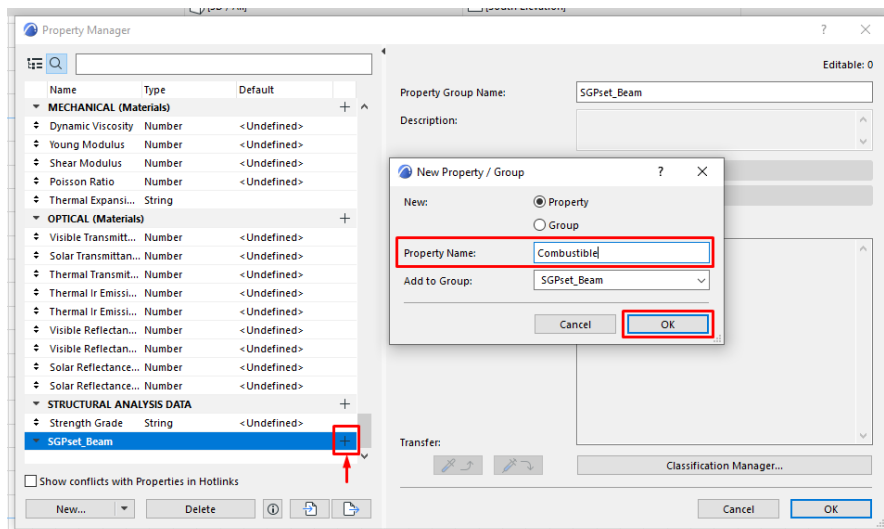 Property Manager ? ×
Editable: 0
Name Type Default
MECHANICAL (Materials) +
Dynamic Viscosity Number <Undefined>
Young Modulus Number <Undefined>
Shear Modulus Number <Undefined>
Poisson Ratio Number <Undefined>
Thermal Expansi... String
OPTICAL (Materials) +
Visible Transmitt... Number <Undefined>
Solar Transmittan... Number <Undefined>
Thermal Transmit... Number <Undefined>
Thermal Ir Emissi... Number <Undefined>
Thermal Ir Emissi... Number <Undefined>
Visible Reflectan... Number <Undefined>
Visible Reflectan... Number <Undefined>
Solar Reflectance... Number <Undefined>
Solar Reflectance... Number <Undefined>
STRUCTURAL ANALYSIS DATA +
Strength Grade String <Undefined>
SGPset_Beam +
Show conflicts with Properties in Hotlinks
New... Delete
Property Group Name: SGPset_Beam
Description:
New Property / Group ? ×
New: Property
Group
Property Name: Combustible
Add to Group: SGPset_Beam
Cancel OK
Transfer:
Classification Manager...
Cancel OK